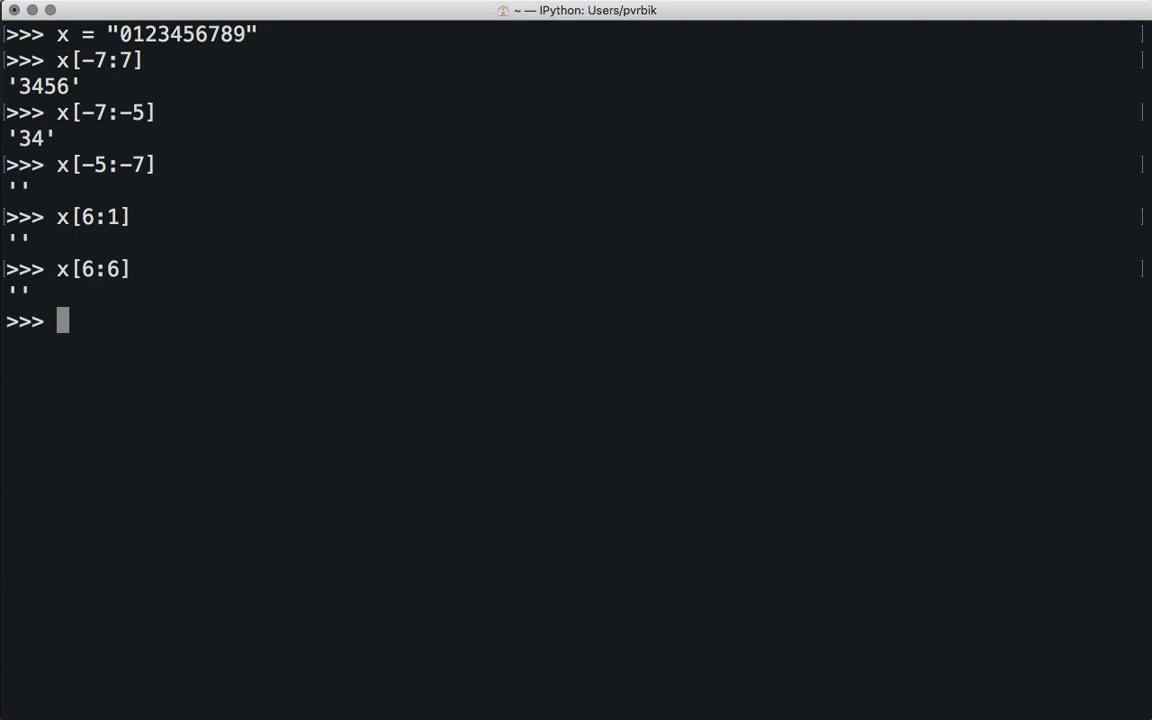 ~ — IPython: Users/pvrbik
>>> x = "0123456789"
>>> x[-7:7]
'3456'
>>> x[-7:-5]
'34'
>>> x[-5:-7]
''
>>> x[6:1]
''
>>> x[6:6]
''
>>>